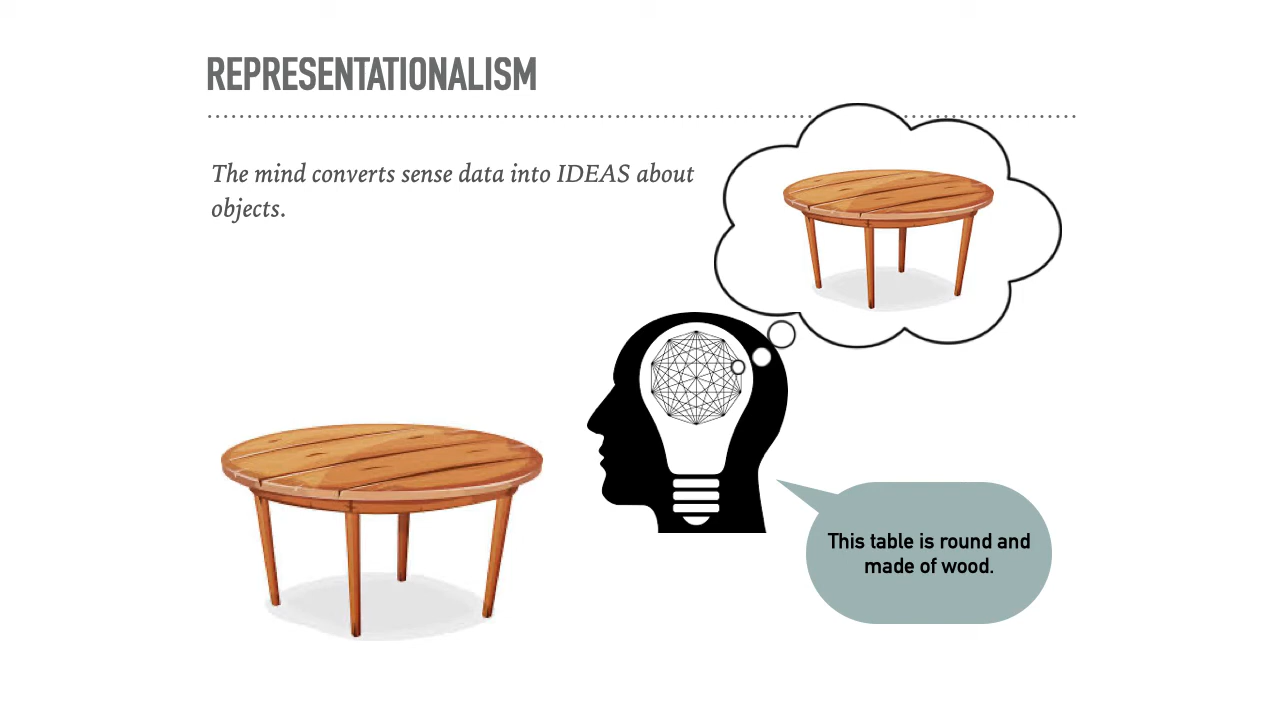 REPRESENTATIONALISM
The mind converts sense data into IDEAS about
objects.
This table is round and
made of wood.